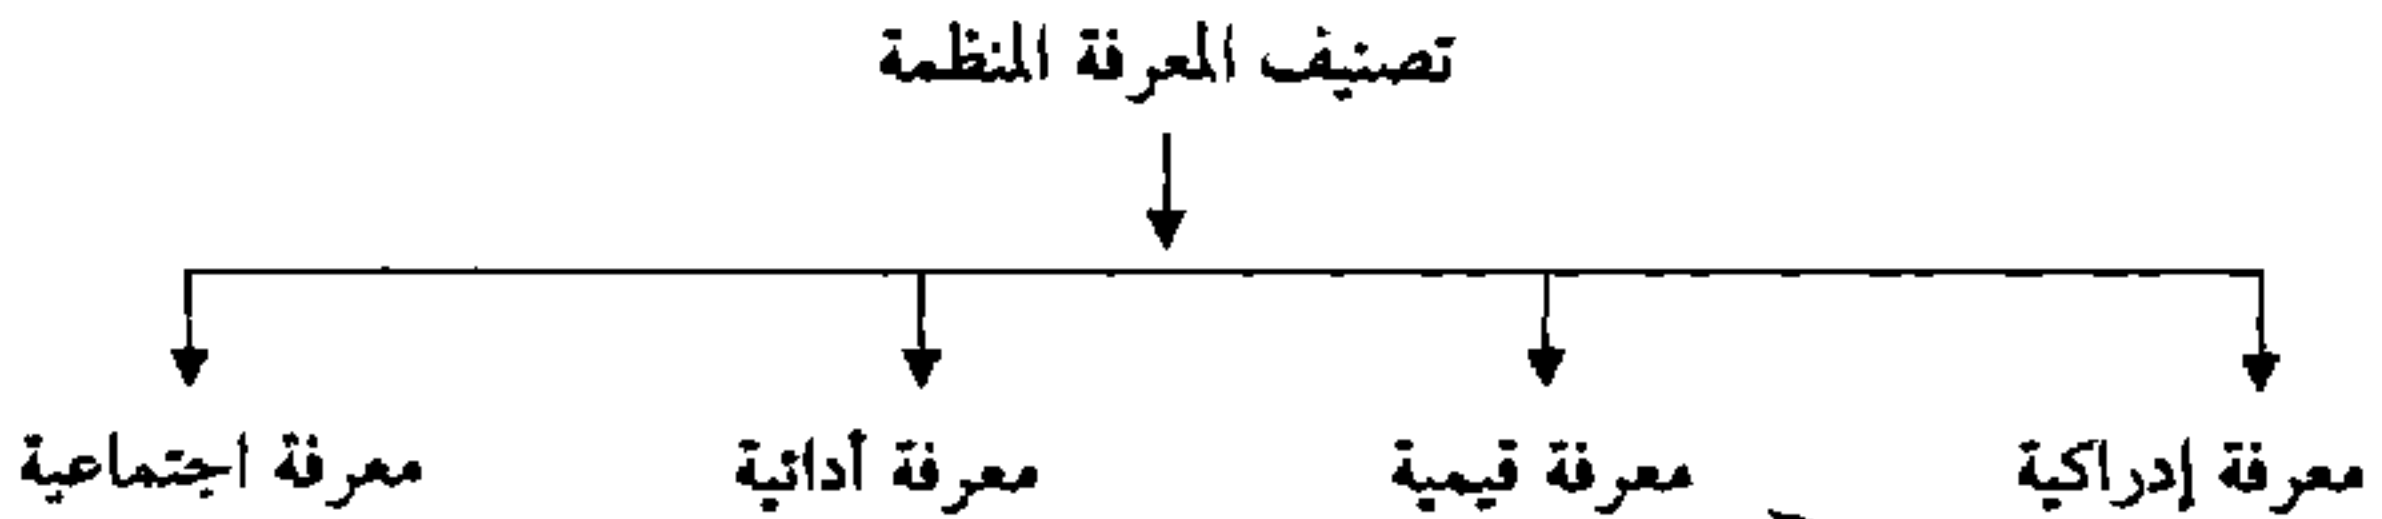 تصنيف المعرفة المنظمة
معرفة إدراكية معرفة قيمية معرفة أدائية معرفة اجتماعية